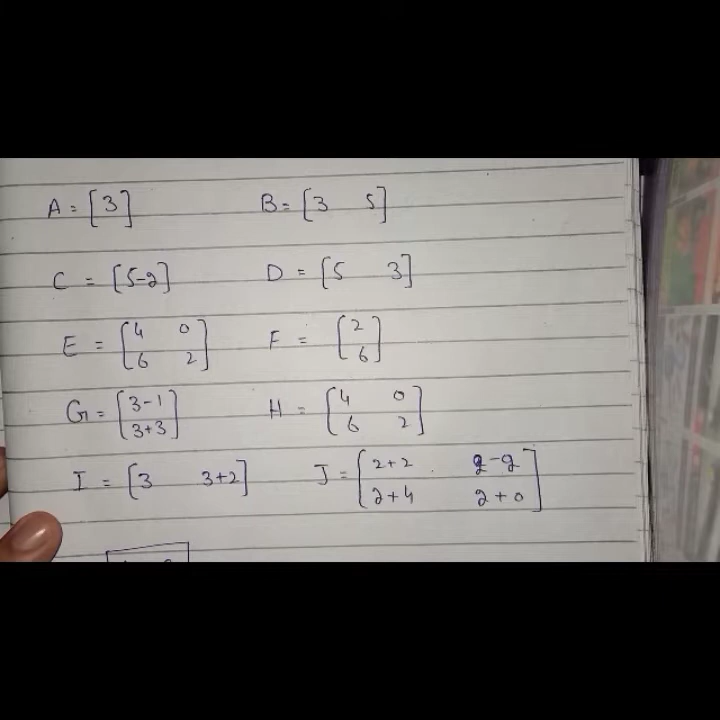 A = [3] B = [3 5]
C = [5-2] D = [5 3]
E = [4 0 F = [2
6 2] 6]
G = [3-1 H = [4 0
3+3] 6 2]
I = [3 3+2] J = [2+2 2-2
2+4 2+0]